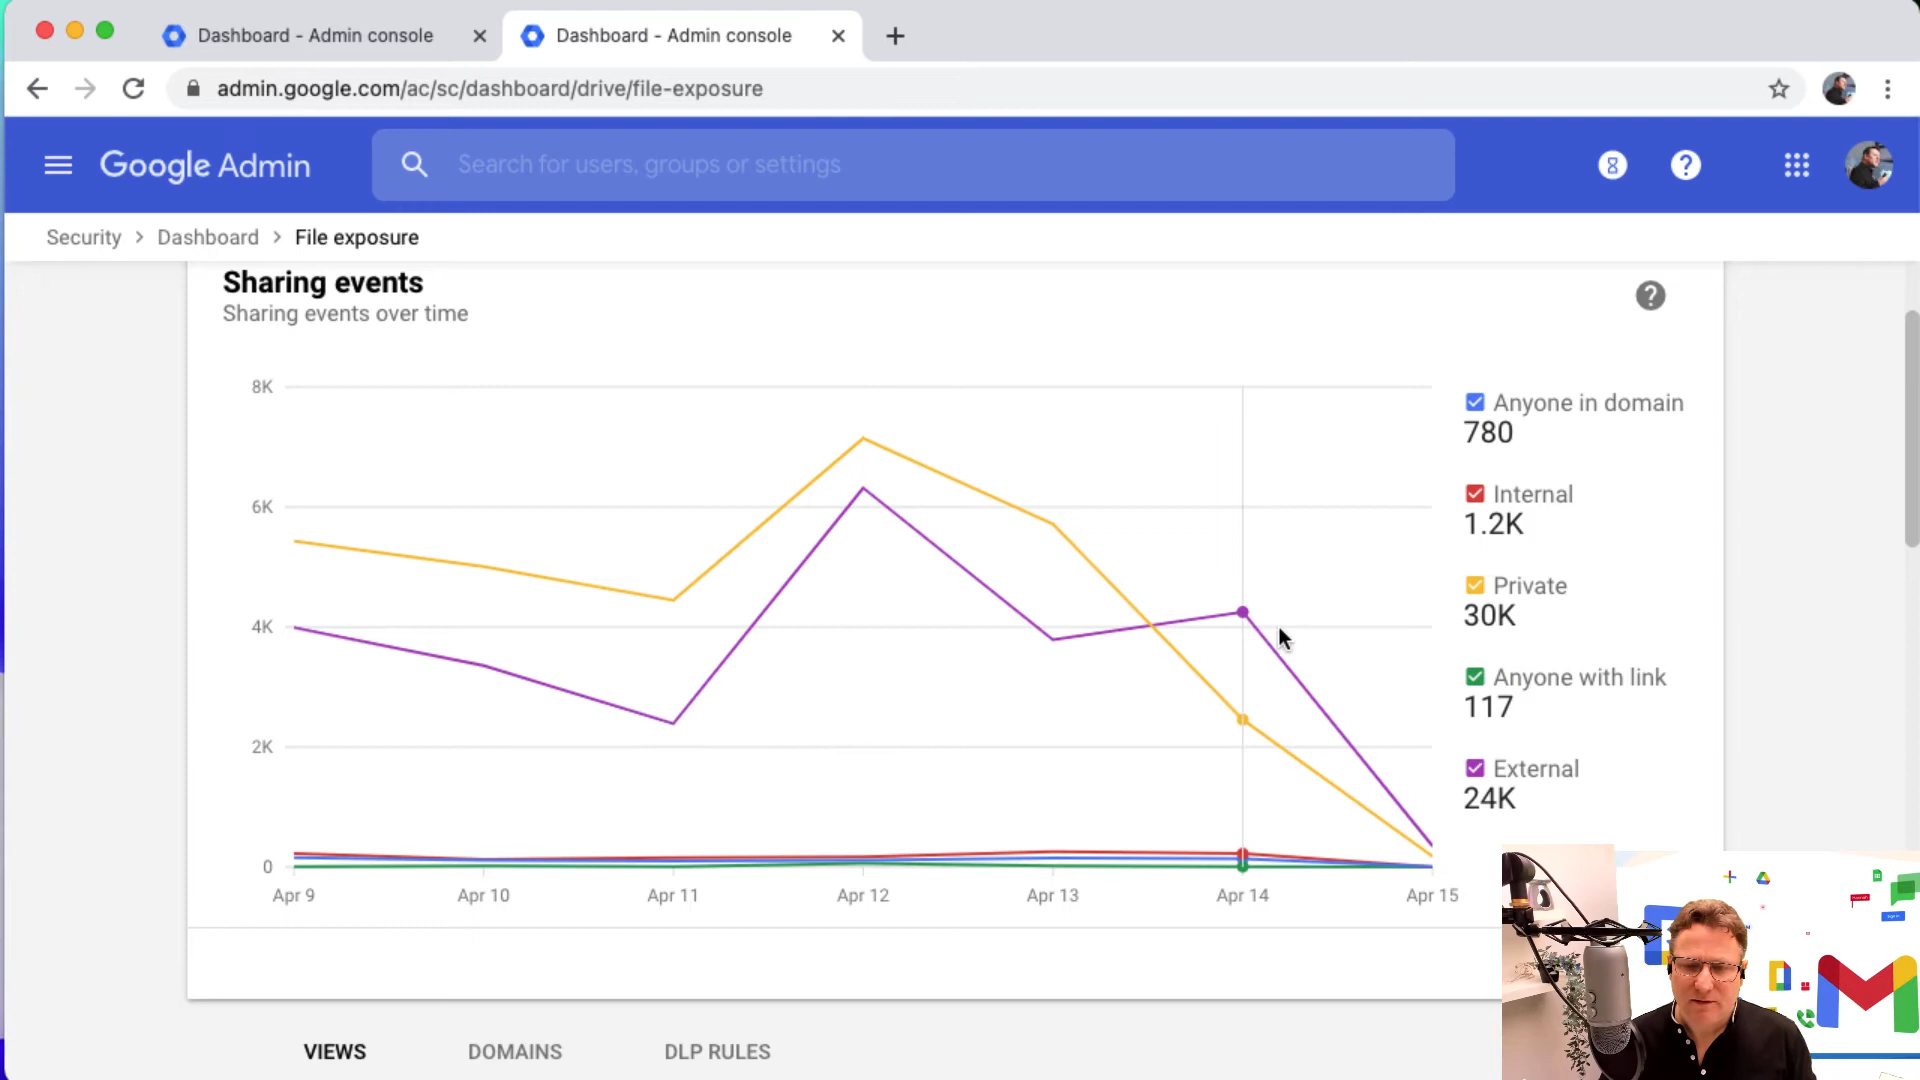 Dashboard - Admin console
Dashboard - Admin console
admin.google.com/ac/sc/dashboard/drive/file-exposure
Google Admin
Search for users, groups or settings
Security > Dashboard > File exposure
Sharing events
Sharing events over time
8K
6K
4K
2K
0
Apr 9
Apr 10
Apr 11
Apr 12
Apr 13
Apr 14
Apr 15
Anyone in domain
780
Internal
1.2K
Private
30K
Anyone with link
117
External
24K
VIEWS
DOMAINS
DLP RULES